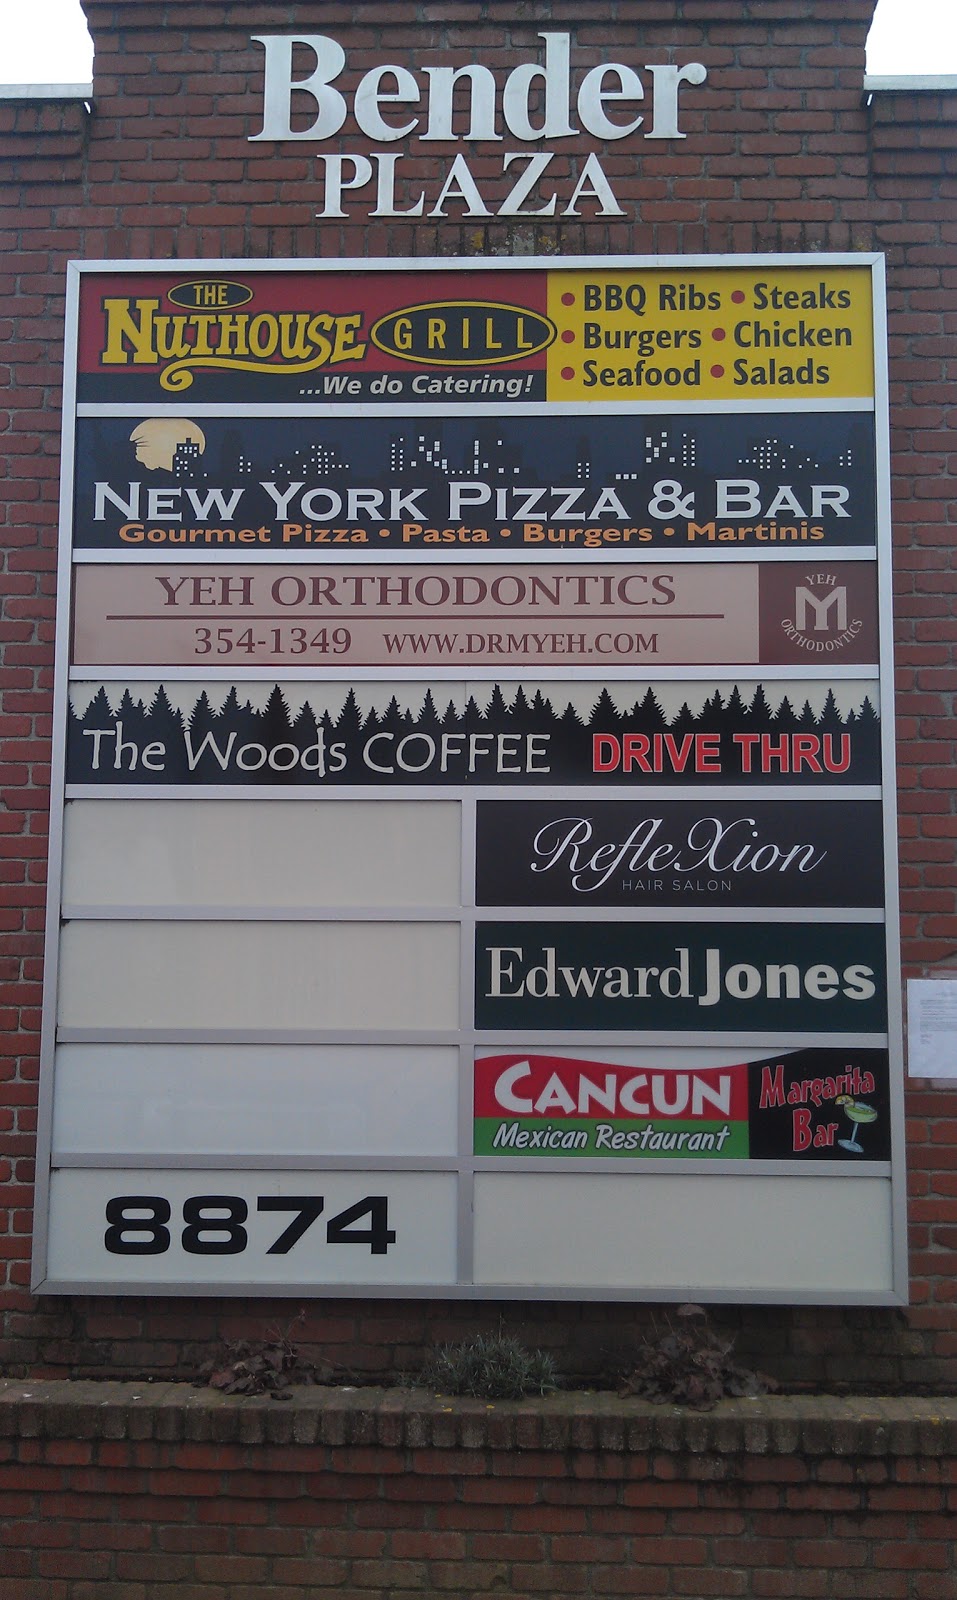 Bender
PLAZA
THE
NUTHOUSE GRILL
...We do Catering!
• BBQ Ribs • Steaks
• Burgers • Chicken
• Seafood • Salads
NEW YORK PIZZA & BAR
Gourmet Pizza • Pasta • Burgers • Martinis
YEH ORTHODONTICS
354-1349 WWW.DRMYEH.COM
YEH
MY
ORTHODONTICS
The Woods COFFEE DRIVE THRU
RefleXion
HAIR SALON
Edward Jones
CANCUN
Mexican Restaurant
Margarita
Bar
8874